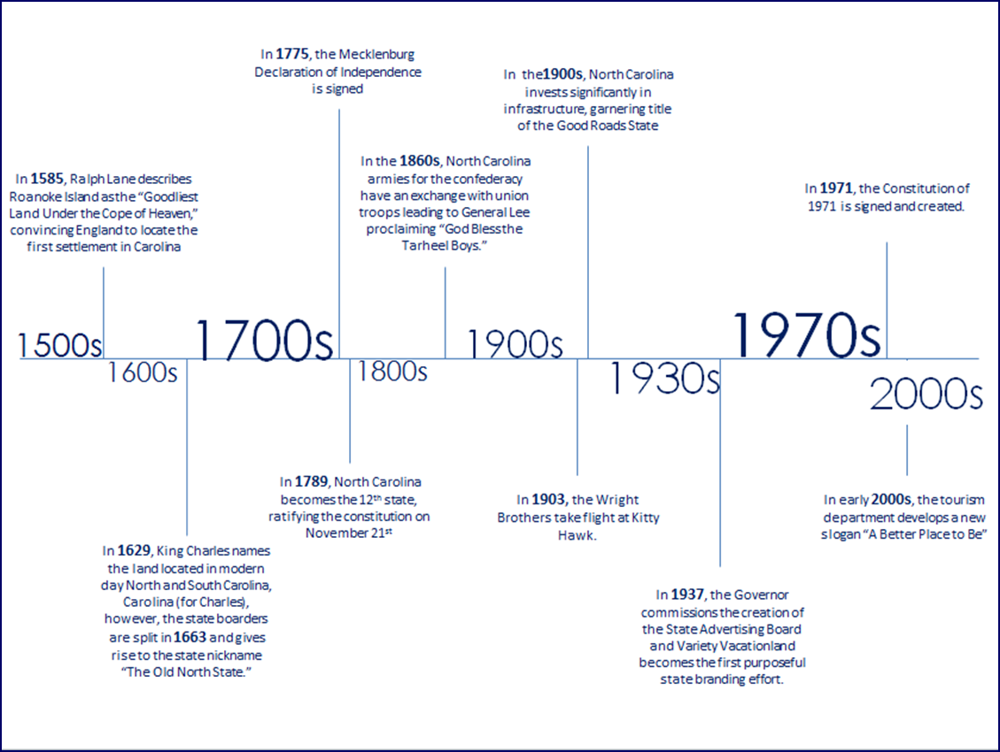 In 1775, the Mecklenburg
Declaration of Independence
is signed
In the1900s, North Carolina
invests significantly in
infrastructure, garnering title
of the Good Roads State
In the 1860s, North Carolina
armies for the confederacy
have an exchange with union
troops leading to General Lee
proclaiming “God Bless the
Tarheel Boys.”
In 1585, Ralph Lane describes
Roanoke Island as the “Goodliest
Land Under the Cope of Heaven,”
convincing England to locate the
first settlement in Carolina
In 1971, the Constitution of
1971 is signed and created.
1500s
1600s
1700s
1800s
1900s
1930s
1970s
2000s
In 1789, North Carolina
becomes the 12th state,
ratifying the constitution on
November 21st
In 1903, the Wright
Brothers take flight at Kitty
Hawk.
In early 2000s, the tourism
department develops a new
slogan “A Better Place to Be”
In 1629, King Charles names
the land located in modern
day North and South Carolina,
Carolina (for Charles),
however, the state boarders
are split in 1663 and gives
rise to the state nickname
“The Old North State.”
In 1937, the Governor
commissions the creation of
the State Advertising Board
and Variety Vacationland
becomes the first purposeful
state branding effort.